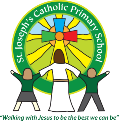 St Joseph's Catholic Primary School
"Walking with Jesus to be the best we can be"